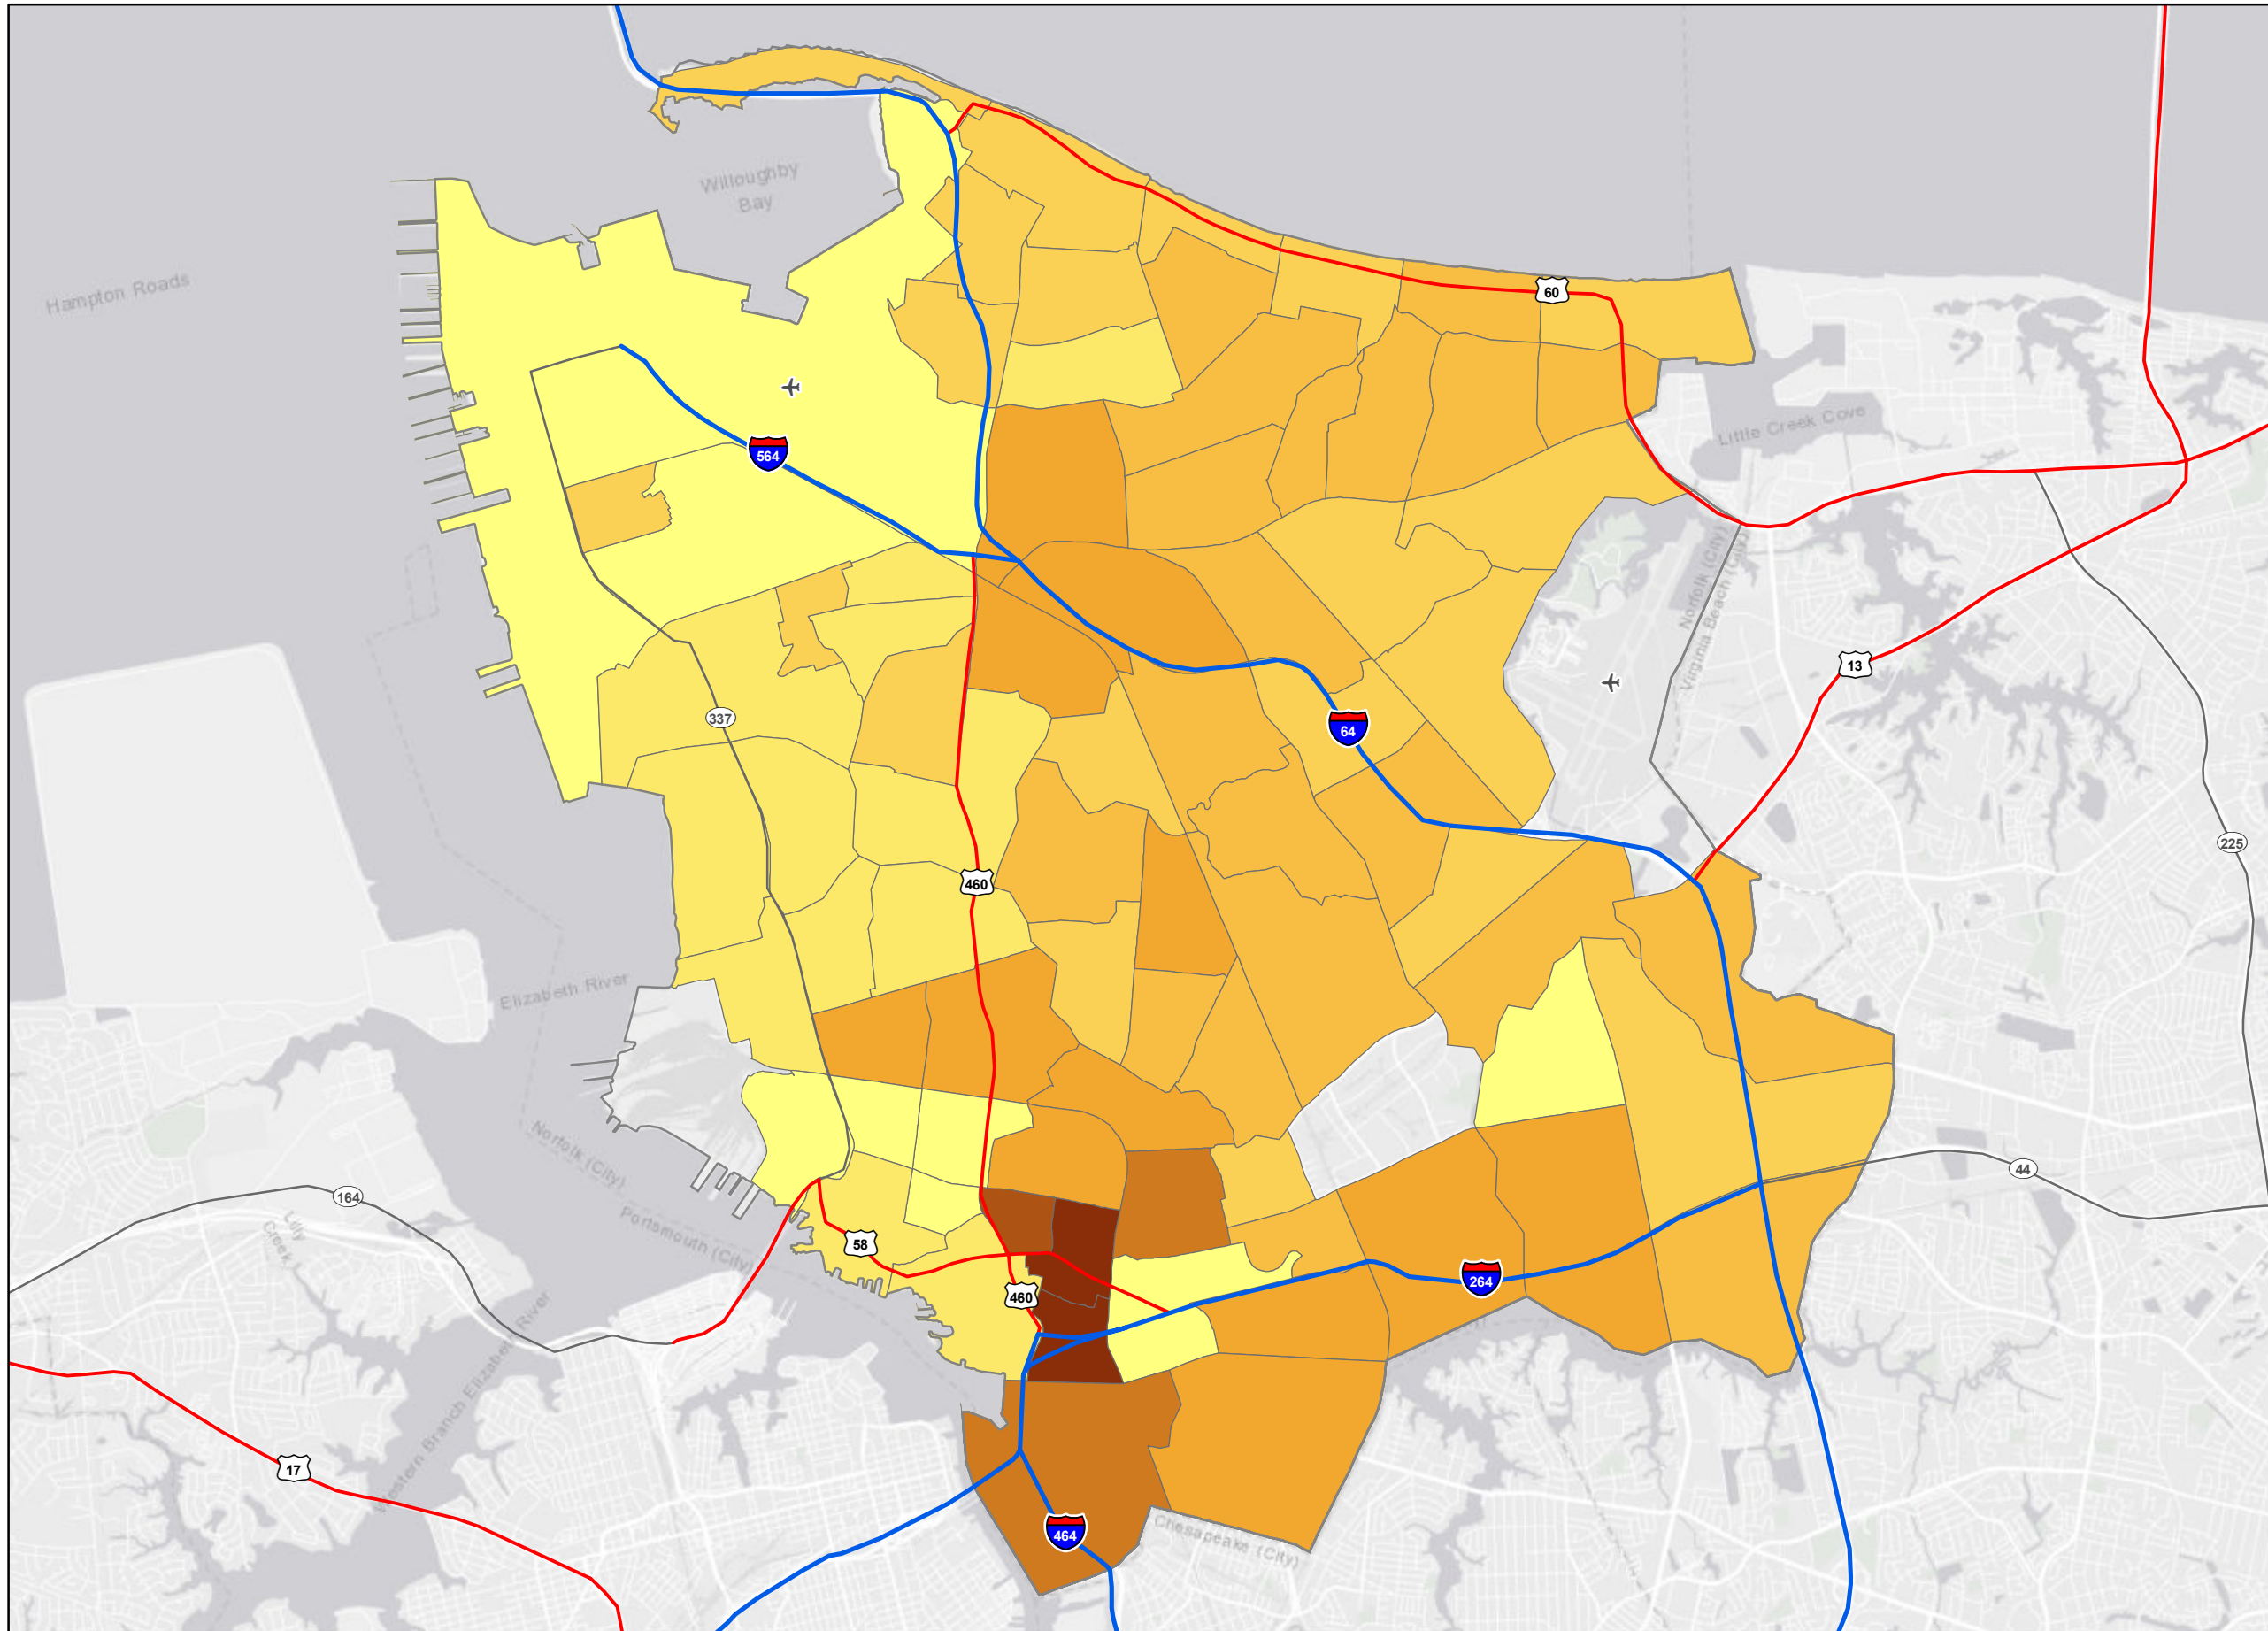 Willoughby
Bay
Hampton Roads
60
Little Creek Cove
564
Norfolk (City)
Virginia Beach (City)
13
337
64
225
460
Elizabeth River
Norfolk (City)
Portsmouth (City)
164
Lilly
Creek
58
44
264
460
Western Branch Elizabeth River
17
464
Chesapeake (City)